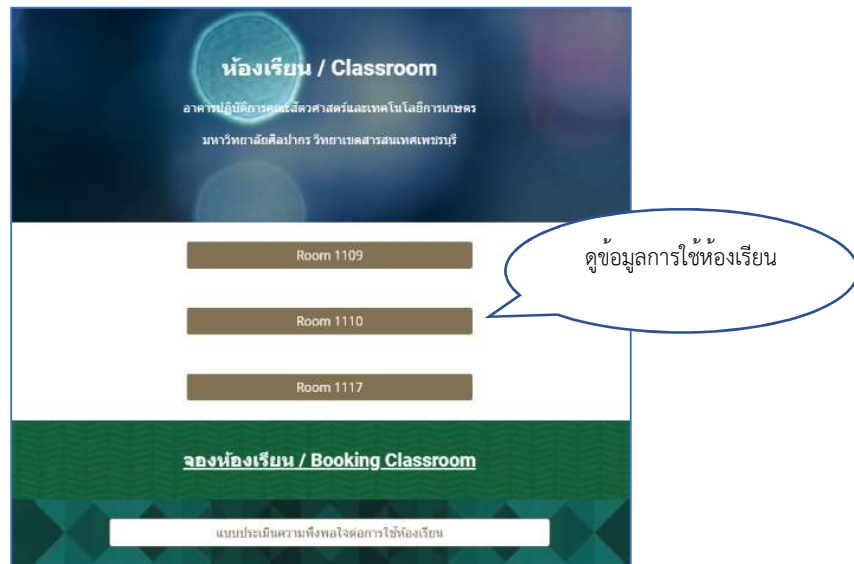 ห้องเรียน / Classroom
อาคารปฏิบัติการคณะสัตวศาสตร์และเทคโนโลยีการเกษตร
มหาวิทยาลัยศิลปากร วิทยาเขตสารสนเทศเพชรบุรี
Room 1109
ดูข้อมูลการใช้ห้องเรียน
Room 1110
Room 1117
จองห้องเรียน / Booking Classroom
แบบประเมินความพึงพอใจต่อการใช้ห้องเรียน